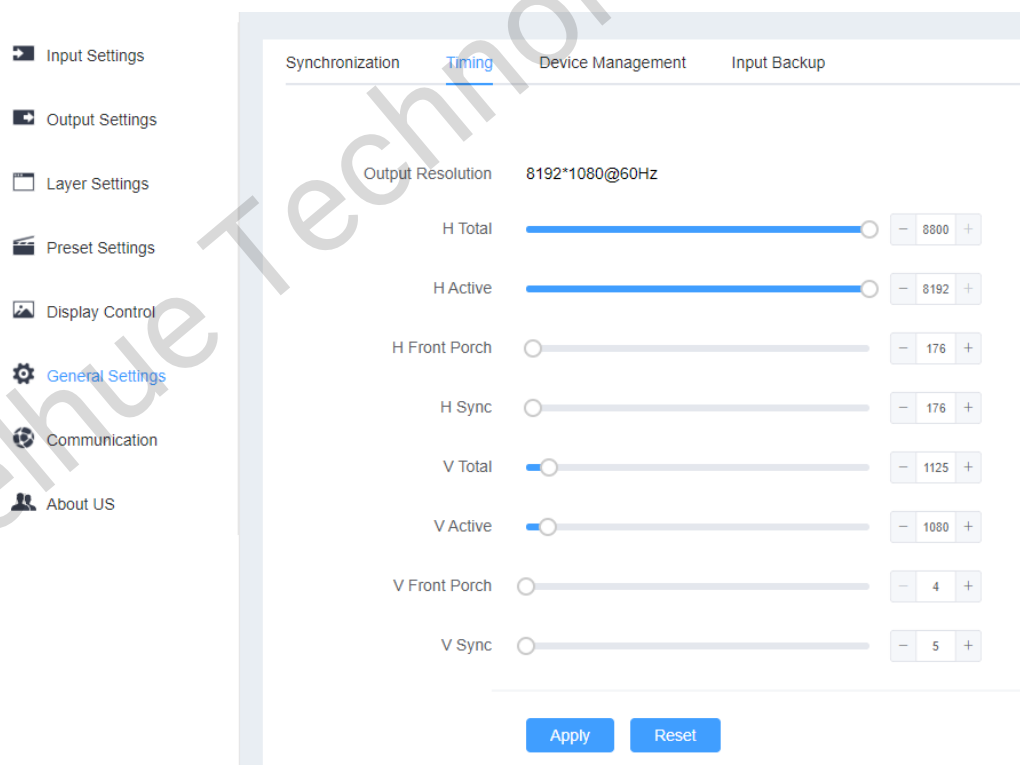 Input Settings
Output Settings
Layer Settings
Preset Settings
Display Control
General Settings
Communication
About US
Synchronization Timing Device Management Input Backup
Output Resolution 8192*1080@60Hz
H Total − 8800 +
H Active − 8192 +
H Front Porch − 176 +
H Sync − 176 +
V Total − 1125 +
V Active − 1080 +
V Front Porch − 4 +
V Sync − 5 +
Apply Reset